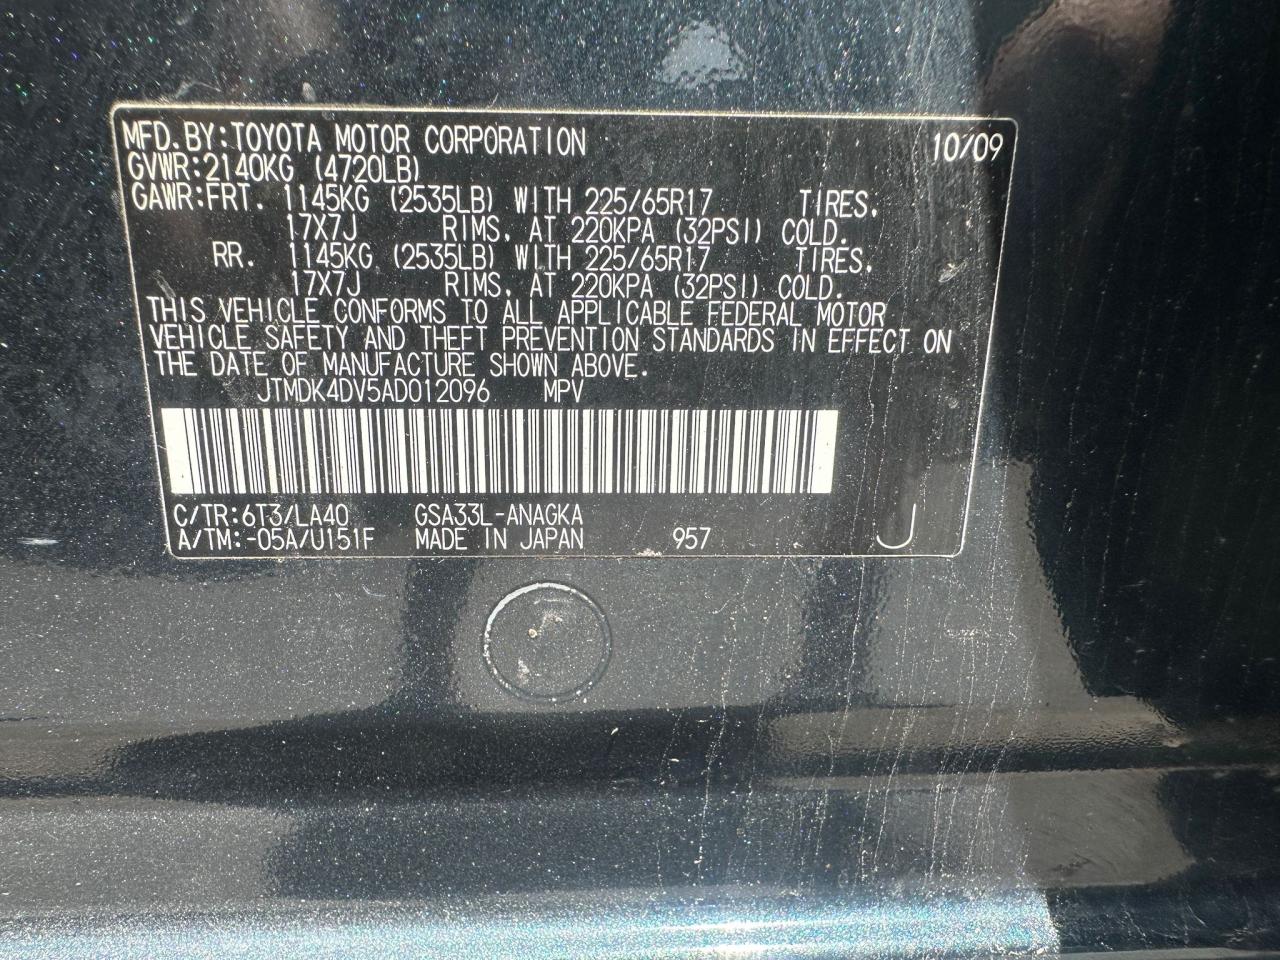 MFD.BY:TOYOTA MOTOR CORPORATION 10/09
GVWR:2140KG (4720LB)
GAWR:FRT. 1145KG (2535LB) WITH 225/65R17 TIRES,
17X7J RIMS, AT 220KPA (32PSI) COLD.
RR. 1145KG (2535LB) WITH 225/65R17 TIRES,
17X7J RIMS, AT 220KPA (32PSI) COLD.
THIS VEHICLE CONFORMS TO ALL APPLICABLE FEDERAL MOTOR
VEHICLE SAFETY AND THEFT PREVENTION STANDARDS IN EFFECT ON
THE DATE OF MANUFACTURE SHOWN ABOVE.
JTMDK4DV5AD012096 MPV
C/TR:6T3/LA40 GSA33L-ANAGKA
A/TM:-05A/U151F MADE IN JAPAN 957 J